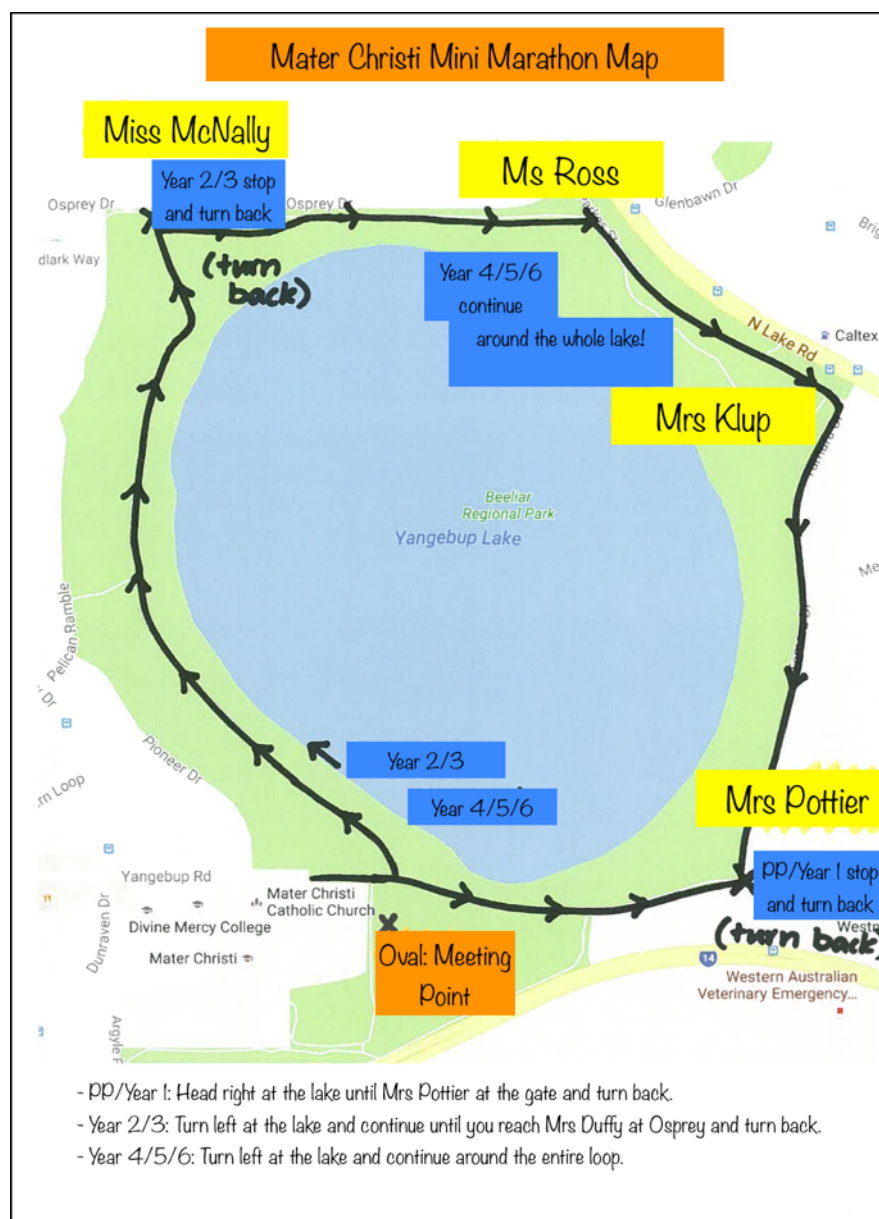 Mater Christi Mini Marathon Map
Miss McNally
Year 2/3 stop
and turn back
Ms Ross
Osprey Dr
Osprey Dr
Glenbawn Dr
dlark Way
(turn
back)
Year 4/5/6
continue
around the whole lake!
N Lake Rd
Caltex
Mrs Klup
Beeliar
Regional Park
Yangebup Lake
Pelican Ramble
Pioneer Dr
rn Loop
Year 2/3
Year 4/5/6
Mrs Pottier
PP/Year 1 stop
and turn back
(turn back)
Yangebup Rd
Mater Christi
Catholic Church
Divine Mercy College
Mater Christi
Dunraven Dr
Oval: Meeting
Point
14
Western Australian
Veterinary Emergency...
- PP/Year 1: Head right at the lake until Mrs Pottier at the gate and turn back.
- Year 2/3: Turn left at the lake and continue until you reach Mrs Duffy at Osprey and turn back.
- Year 4/5/6: Turn left at the lake and continue around the entire loop.